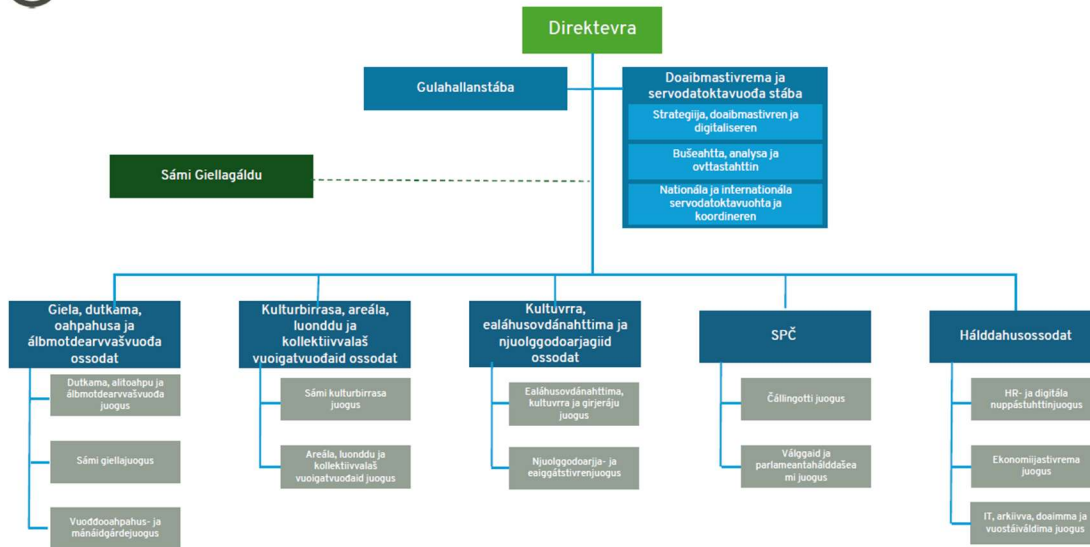 Direktevra
Gulahallanstába
Doaibmastivrema ja
servodatoktavuođa stába
Strategiija, doaibmastivren ja
digitaliseren
Bušeahtta, analysa ja
ovttastahttin
Nationála ja internationála
servodatoktavuohta ja
koordineren
Sámi Giellagáldu
Giela, dutkama,
oahpahusa ja
álbmotdearvvašvuođa
ossodat
Dutkama, alitoahpu ja
álbmotdearvvašvuođa
juogus
Sámi giellajuogus
Vuođđooahpahus- ja
mánáidgárdejuogus
Kulturbirrasa, areála,
luonddu ja
kollektiivvalaš
vuoigatvuođaid ossodat
Sámi kulturbirrasa
juogus
Areála, luonddu ja
kollektiivvalaš
vuoigatvuođaid juogus
Kultuvrra,
ealáhusovdánahttima ja
njuolggodoarjagiid
ossodat
Ealáhusovdánahttima,
kultuvrra ja girjeráju
juogus
Njuolggodoarjja- ja
eaiggátstivrenjuogus
SPČ
Čállingotti juogus
Válggaid ja
parlameantahálddašea
mi juogus
Hálddahusossodat
HR- ja digitála
nuppástuhttinjuogus
Ekonomiijastivrema
juogus
IT, arkiivva, doaimma ja
vuostáiváldima juogus